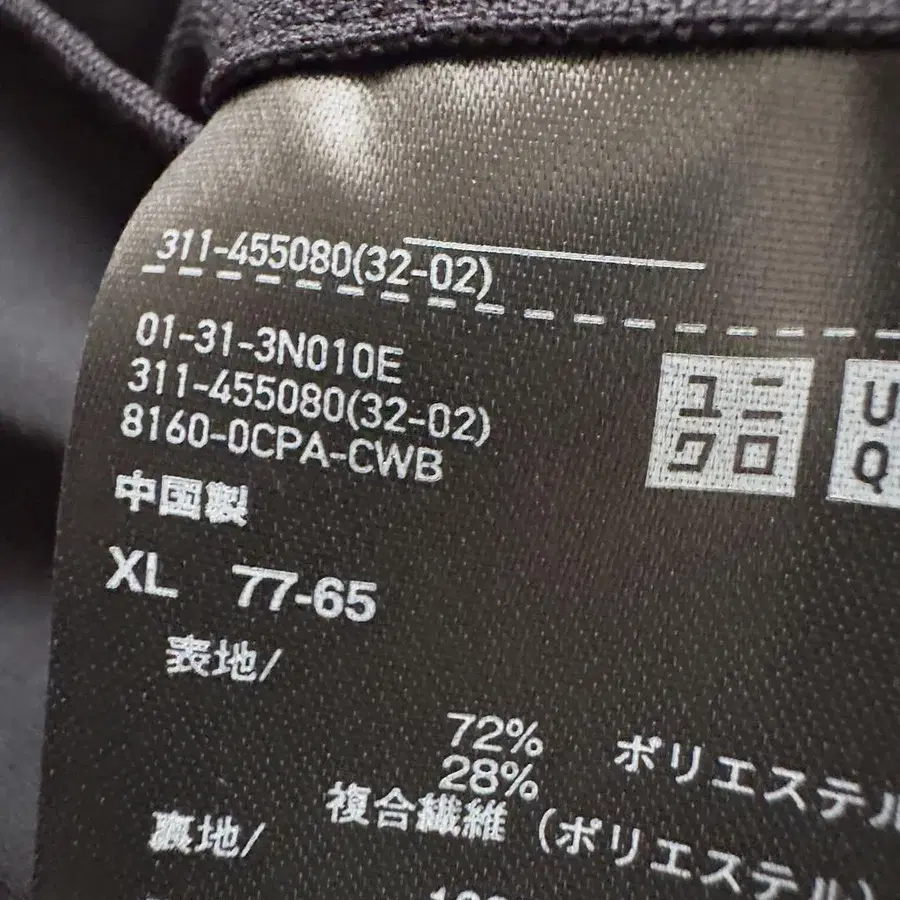 311-455080(32-02)
01-31-3N010E
311-455080(32-02)
8160-0CPA-CWB
ユニ
クロ
U
Q
中国製
XL 77-65
表地/
72% ポリエステル
28%
複合繊維(ポリエステル)
裏地/